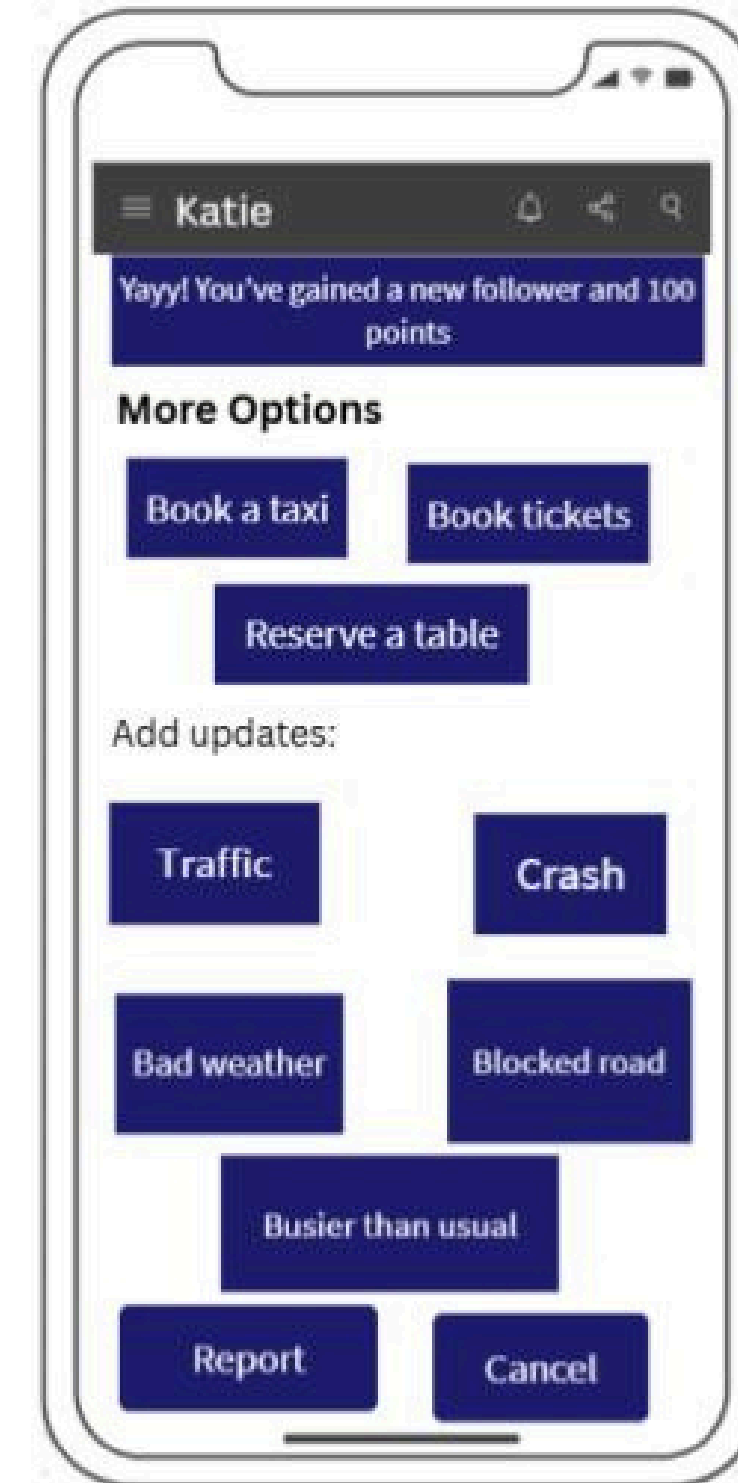 Katie
Yayy! You've gained a new follower and 100
points
More Options
Book a taxi
Book tickets
Reserve a table
Add updates:
Traffic
Crash
Bad weather
Blocked road
Busier than usual
Report
Cancel